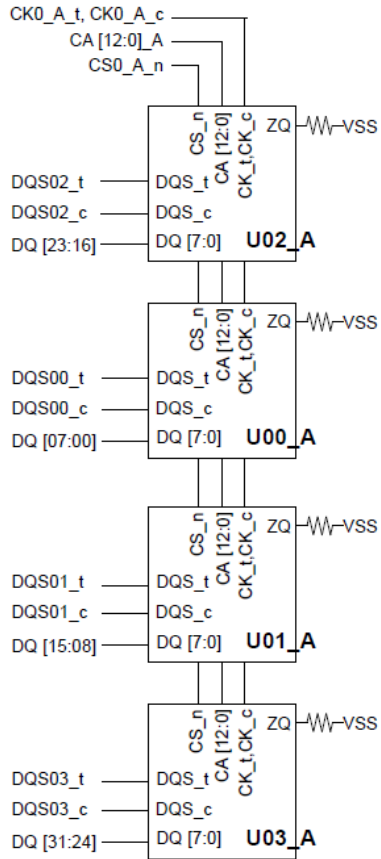 CK0_A_t, CK0_A_c
CA [12:0]_A
CS0_A_n
CS_n
CA [12:0]
CK_t,CK_c
ZQ
VSS
DQS02_t
DQS_t
DQS02_c
DQS_c
DQ [23:16]
DQ [7:0]
U02_A
CS_n
CA [12:0]
CK_t,CK_c
ZQ
VSS
DQS00_t
DQS_t
DQS00_c
DQS_c
DQ [07:00]
DQ [7:0]
U00_A
CS_n
CA [12:0]
CK_t,CK_c
ZQ
VSS
DQS01_t
DQS_t
DQS01_c
DQS_c
DQ [15:08]
DQ [7:0]
U01_A
CS_n
CA [12:0]
CK_t,CK_c
ZQ
VSS
DQS03_t
DQS_t
DQS03_c
DQS_c
DQ [31:24]
DQ [7:0]
U03_A